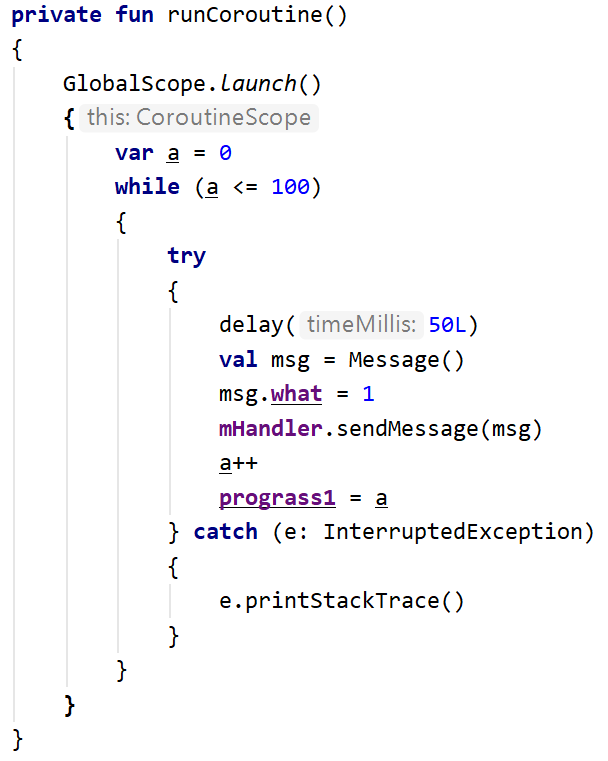 private fun runCoroutine()
{
GlobalScope.launch()
{ this: CoroutineScope
var a = 0
while (a <= 100)
{
try
{
delay( timeMillis: 50L)
val msg = Message()
msg.what = 1
mHandler.sendMessage(msg)
a++
prograss1 = a
} catch (e: InterruptedException)
{
e.printStackTrace()
}
}
}
}